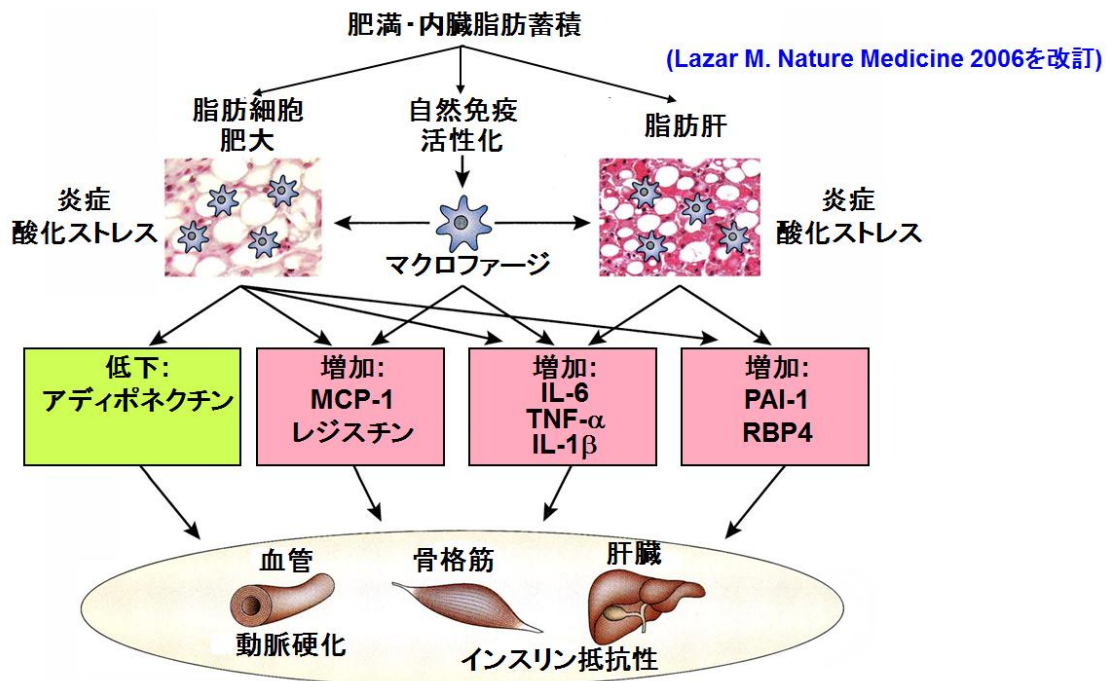 肥満・内臓脂肪蓄積
(Lazar M. Nature Medicine 2006を改訂)
脂肪細胞
肥大
自然免疫
活性化
脂肪肝
炎症
酸化ストレス
マクロファージ
炎症
酸化ストレス
低下:
アディポネクチン
増加:
MCP-1
レジスチン
増加:
IL-6
TNF-α
IL-1β
増加:
PAI-1
RBP4
血管
骨格筋
肝臓
動脈硬化
インスリン抵抗性